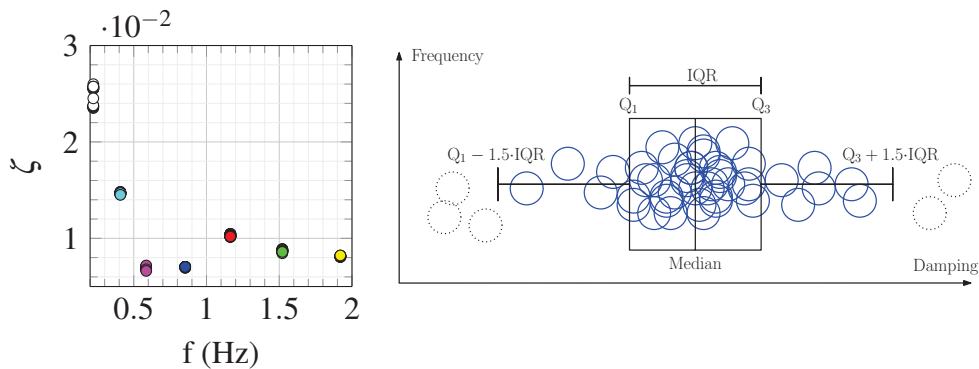 ·10⁻²
3
2
1
ζ
0.5 1 1.5 2
f (Hz)
Frequency
IQR
Q₁ Q₃
Q₁ − 1.5·IQR Q₃ + 1.5·IQR
Median
Damping